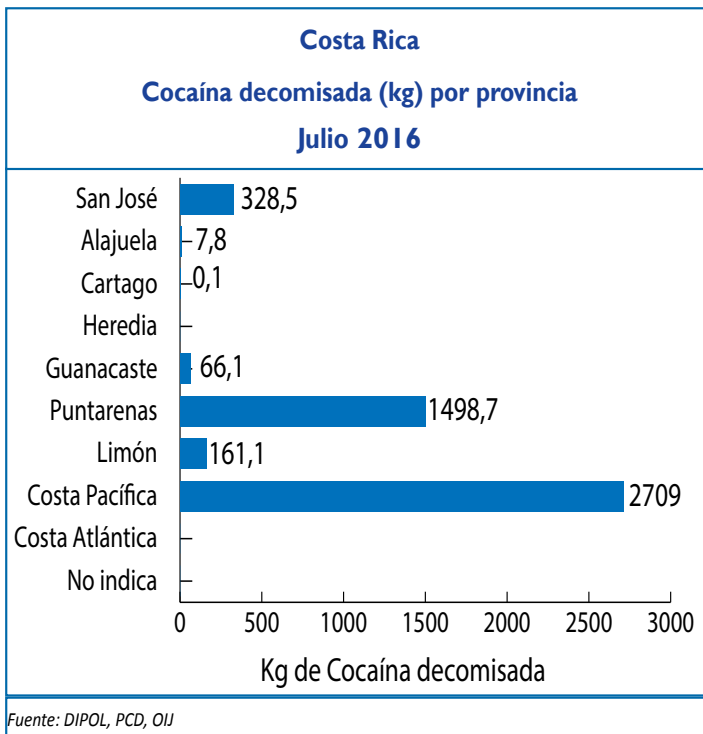 Costa Rica
Cocaína decomisada (kg) por provincia
Julio 2016
San José 328,5
Alajuela 7,8
Cartago 0,1
Heredia
Guanacaste 66,1
Puntarenas 1498,7
Limón 161,1
Costa Pacífica 2709
Costa Atlántica
No indica
0 500 1000 1500 2000 2500 3000
Kg de Cocaína decomisada
Fuente: DIPOL, PCD, OIJ